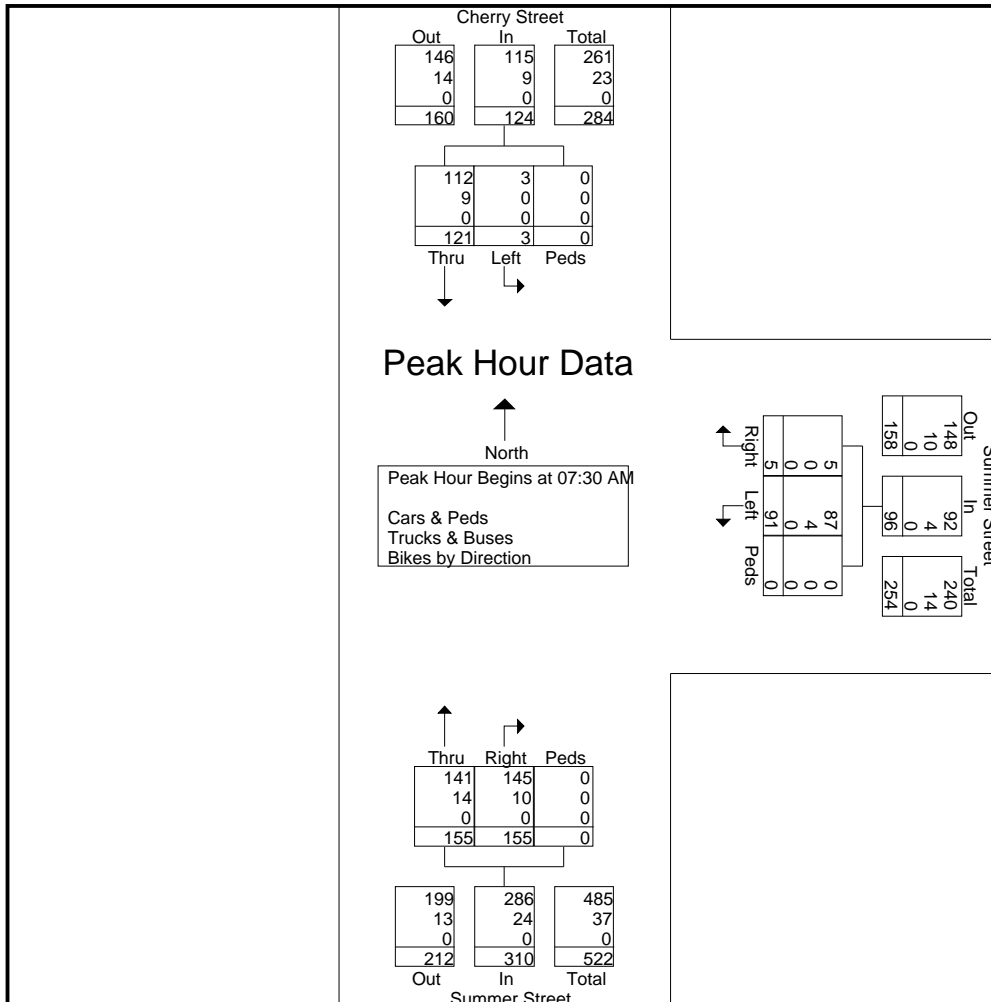 Cherry Street
Out In Total
146 115 261
14 9 23
0 0 0
160 124 284
112 3 0
9 0 0
0 0 0
121 3 0
Thru Left Peds
Peak Hour Data
North
Peak Hour Begins at 07:30 AM
Cars & Peds
Trucks & Buses
Bikes by Direction
Summer Street
Out In Total
148 92 240
10 4 14
0 0 0
158 96 254
5 87 0
0 4 0
0 0 0
5 91 0
Right Left Peds
Thru Right Peds
141 145 0
14 10 0
0 0 0
155 155 0
199 286 485
13 24 37
0 0 0
212 310 522
Out In Total
Summer Street